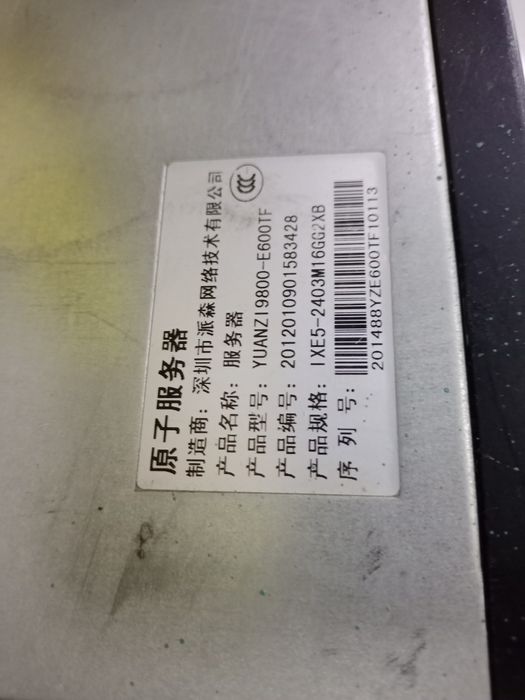 原子服务器
制造商：深圳市派森网络技术有限公司
产品名称：服务器
产品型号：YUANZI9800-E600TF
产品编号：2012010901583428
产品规格：IXE5-2403M16GG2XB
序列号：
201488YZE600TF10113